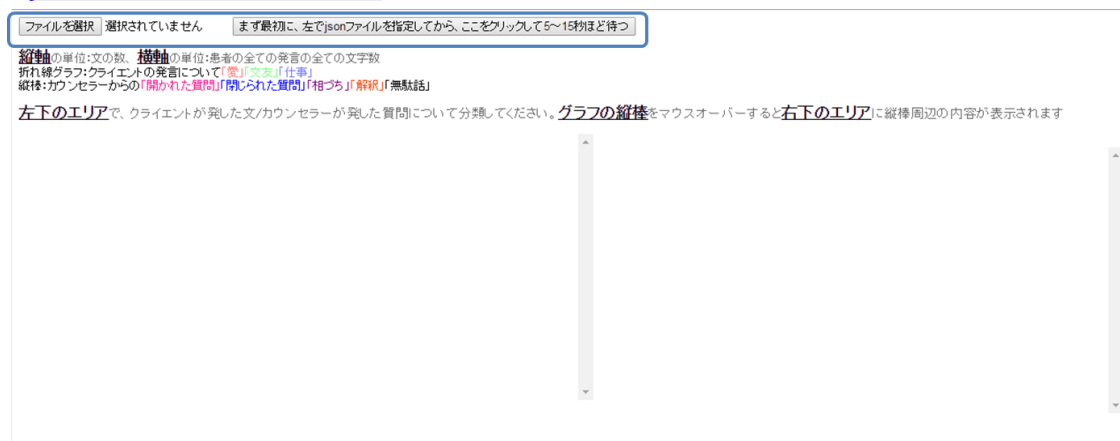 ファイルを選択 選択されていません まず最初に、左でjsonファイルを指定してから、ここをクリックして5～15秒ほど待つ
縦軸の単位:文の数、横軸の単位:患者の全ての発言の全ての文字数
折れ線グラフ:クライエントの発言について「愛」「交友」「仕事」
縦棒:カウンセラーからの「開かれた質問」「閉じられた質問」「相づち」「解釈」「無駄話」
左下のエリアで、クライエントが発した文/カウンセラーが発した質問について分類してください。グラフの縦棒をマウスオーバーすると右下のエリアに縦棒周辺の内容が表示されます